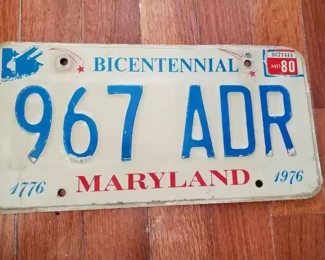 BICENTENNIAL
MD 80
967 ADR
1776 MARYLAND 1976